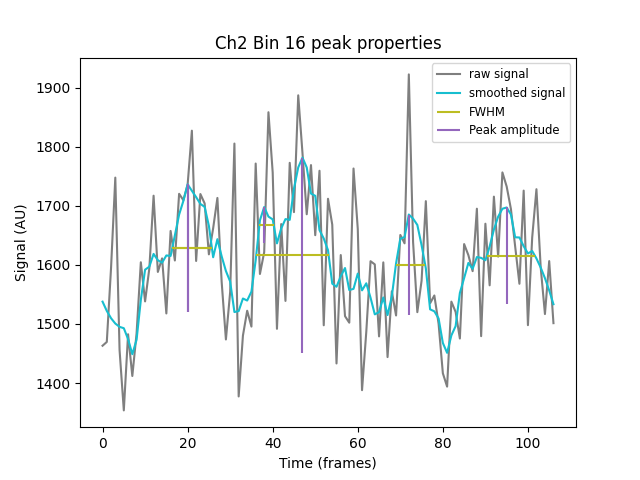 Ch2 Bin 16 peak properties
raw signal
smoothed signal
FWHM
Peak amplitude
1900
1800
1700
1600
1500
1400
Signal (AU)
0 20 40 60 80 100
Time (frames)